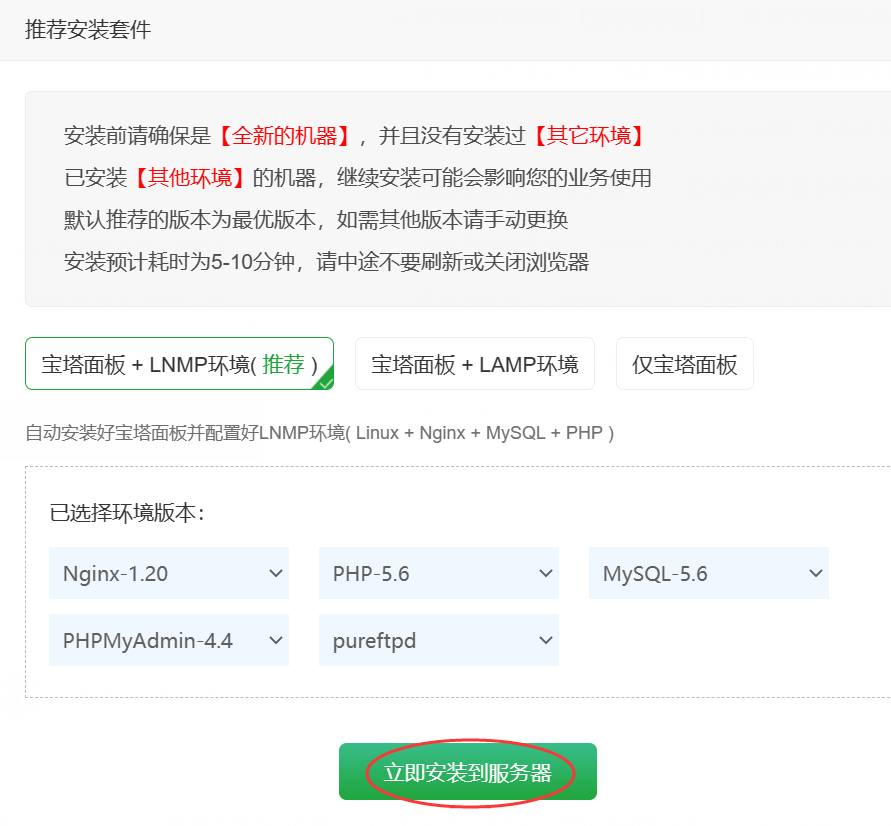 推荐安装套件
安装前请确保是【全新的机器】，并且没有安装过【其它环境】
已安装【其他环境】的机器，继续安装可能会影响您的业务使用
默认推荐的版本为最优版本，如需其他版本请手动更换
安装预计耗时为5-10分钟，请中途不要刷新或关闭浏览器
宝塔面板 + LNMP环境( 推荐 ) 宝塔面板 + LAMP环境 仅宝塔面板
自动安装好宝塔面板并配置好LNMP环境( Linux + Nginx + MySQL + PHP )
已选择环境版本：
Nginx-1.20 PHP-5.6 MySQL-5.6
PHPMyAdmin-4.4 pureftpd
立即安装到服务器